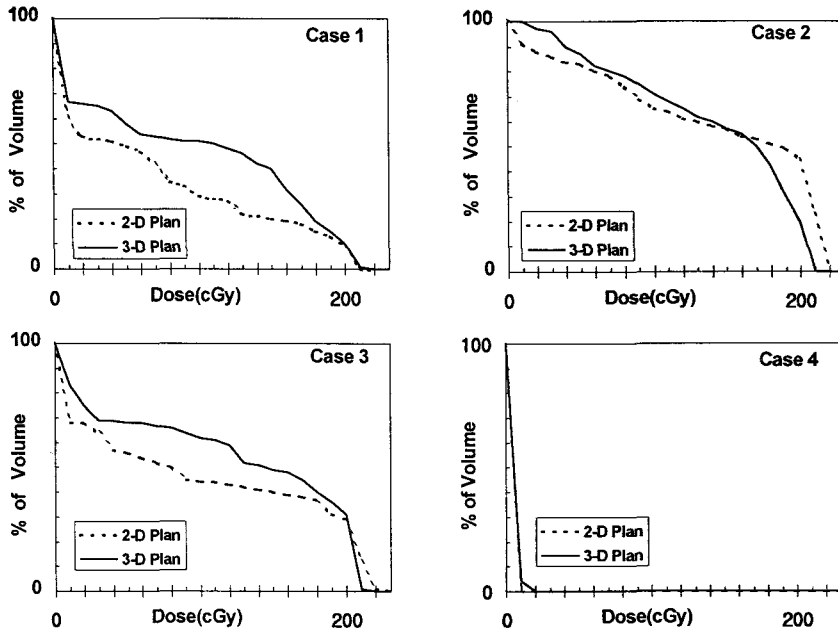 100
Case 1
% of Volume
2-D Plan
3-D Plan
0
0
Dose(cGy)
200
100
Case 2
% of Volume
2-D Plan
3-D Plan
0
0
Dose(cGy)
200
100
Case 3
% of Volume
2-D Plan
3-D Plan
0
0
Dose(cGy)
200
100
Case 4
% of Volume
2-D Plan
3-D Plan
0
0
Dose(cGy)
200